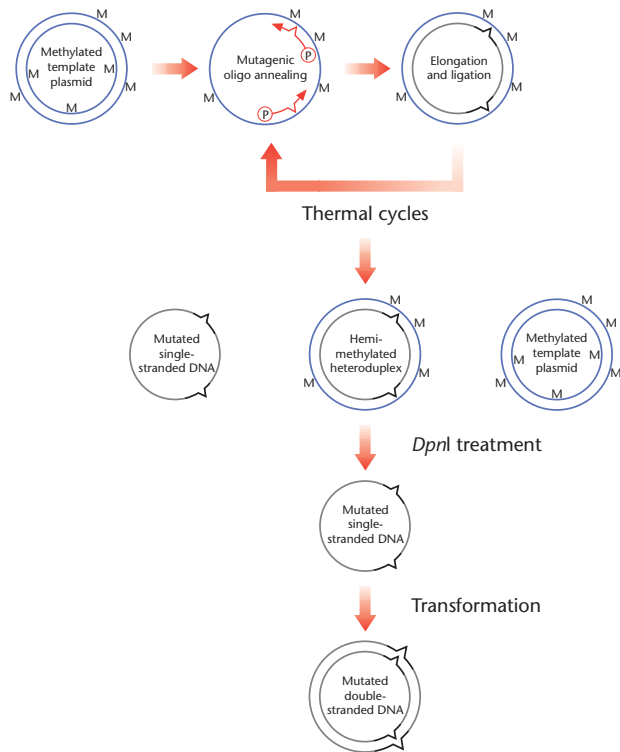 M
M
Methylated
template
plasmid
M
M
M
M
M
M
M
Mutagenic
oligo annealing
P
P
M
M
M
M
M
Elongation
and ligation
M
M
M
M
Thermal cycles
Mutated
single-
stranded DNA
M
M
Hemi-
methylated
heteroduplex
M
M
M
M
Methylated
template
plasmid
M
M
M
M
M
M
DpnI treatment
Mutated
single-
stranded DNA
Transformation
Mutated
double-
stranded DNA